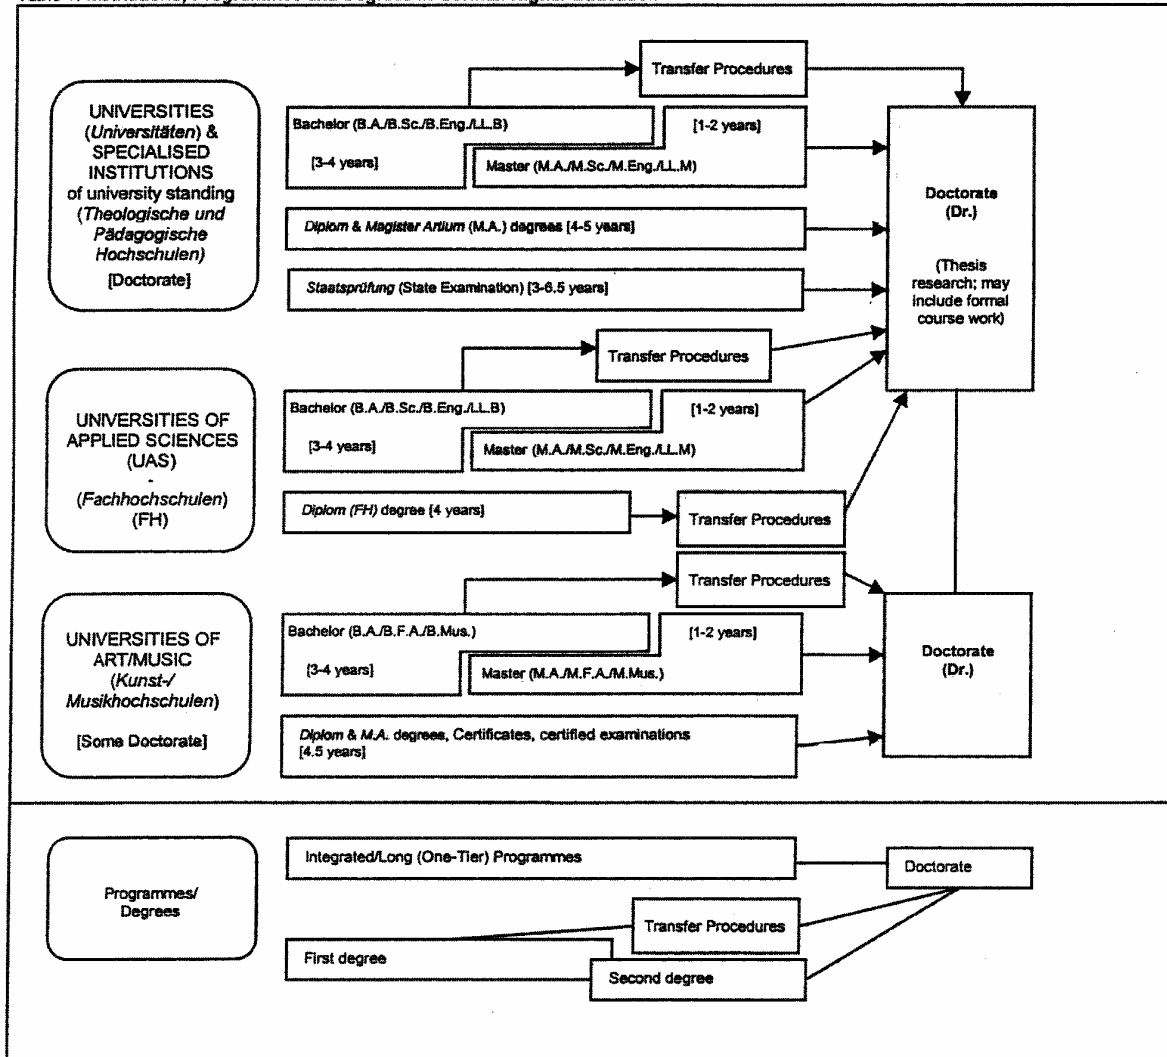 UNIVERSITIES
(Universitäten) &
SPECIALISED
INSTITUTIONS
of university standing
(Theologische und
Pädagogische
Hochschulen)
[Doctorate]
Transfer Procedures
Bachelor (B.A./B.Sc./B.Eng./LL.B)
[3-4 years]
[1-2 years]
Master (M.A./M.Sc./M.Eng./LL.M)
Diplom & Magister Artium (M.A.) degrees [4-5 years]
Staatsprüfung (State Examination) [3-6.5 years]
Doctorate
(Dr.)
(Thesis
research; may
include formal
course work)
UNIVERSITIES OF
APPLIED SCIENCES
(UAS)
-
(Fachhochschulen)
(FH)
Transfer Procedures
Bachelor (B.A./B.Sc./B.Eng./LL.B)
[3-4 years]
[1-2 years]
Master (M.A./M.Sc./M.Eng./LL.M)
Diplom (FH) degree [4 years]
Transfer Procedures
UNIVERSITIES OF
ART/MUSIC
(Kunst-/
Musikhochschulen)
[Some Doctorate]
Transfer Procedures
Bachelor (B.A./B.F.A./B.Mus.)
[3-4 years]
[1-2 years]
Master (M.A./M.F.A./M.Mus.)
Diplom & M.A. degrees, Certificates, certified examinations
[4.5 years]
Doctorate
(Dr.)
Programmes/
Degrees
Integrated/Long (One-Tier) Programmes
Doctorate
Transfer Procedures
First degree
Second degree